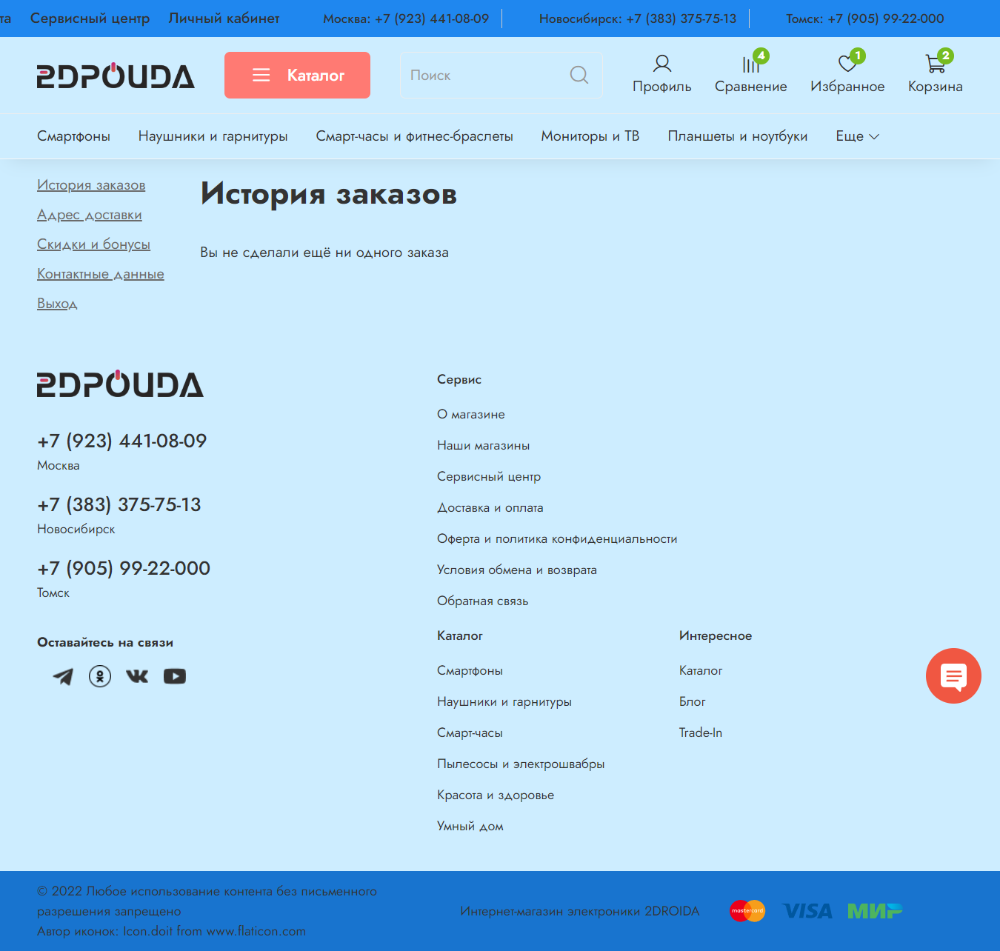 та Сервисный центр Личный кабинет Москва: +7 (923) 441-08-09 Новосибирск: +7 (383) 375-75-13 Томск: +7 (905) 99-22-000
2DРОИDА Каталог Поиск Профиль 4 Сравнение 1 Избранное 2 Корзина
Смартфоны Наушники и гарнитуры Смарт-часы и фитнес-браслеты Мониторы и ТВ Планшеты и ноутбуки Еще
История заказов
Адрес доставки
Скидки и бонусы
Контактные данные
Выход
История заказов
Вы не сделали ещё ни одного заказа
2DРОИDА
+7 (923) 441-08-09
Москва
+7 (383) 375-75-13
Новосибирск
+7 (905) 99-22-000
Томск
Оставайтесь на связи
Сервис
О магазине
Наши магазины
Сервисный центр
Доставка и оплата
Оферта и политика конфиденциальности
Условия обмена и возврата
Обратная связь
Каталог
Смартфоны
Наушники и гарнитуры
Смарт-часы
Пылесосы и электрошвабры
Красота и здоровье
Умный дом
Интересное
Каталог
Блог
Trade-In
© 2022 Любое использование контента без письменного
разрешения запрещено
Автор иконок: Icon.doit from www.flaticon.com
Интернет-магазин электроники 2DROIDA
mastercard VISA МИР